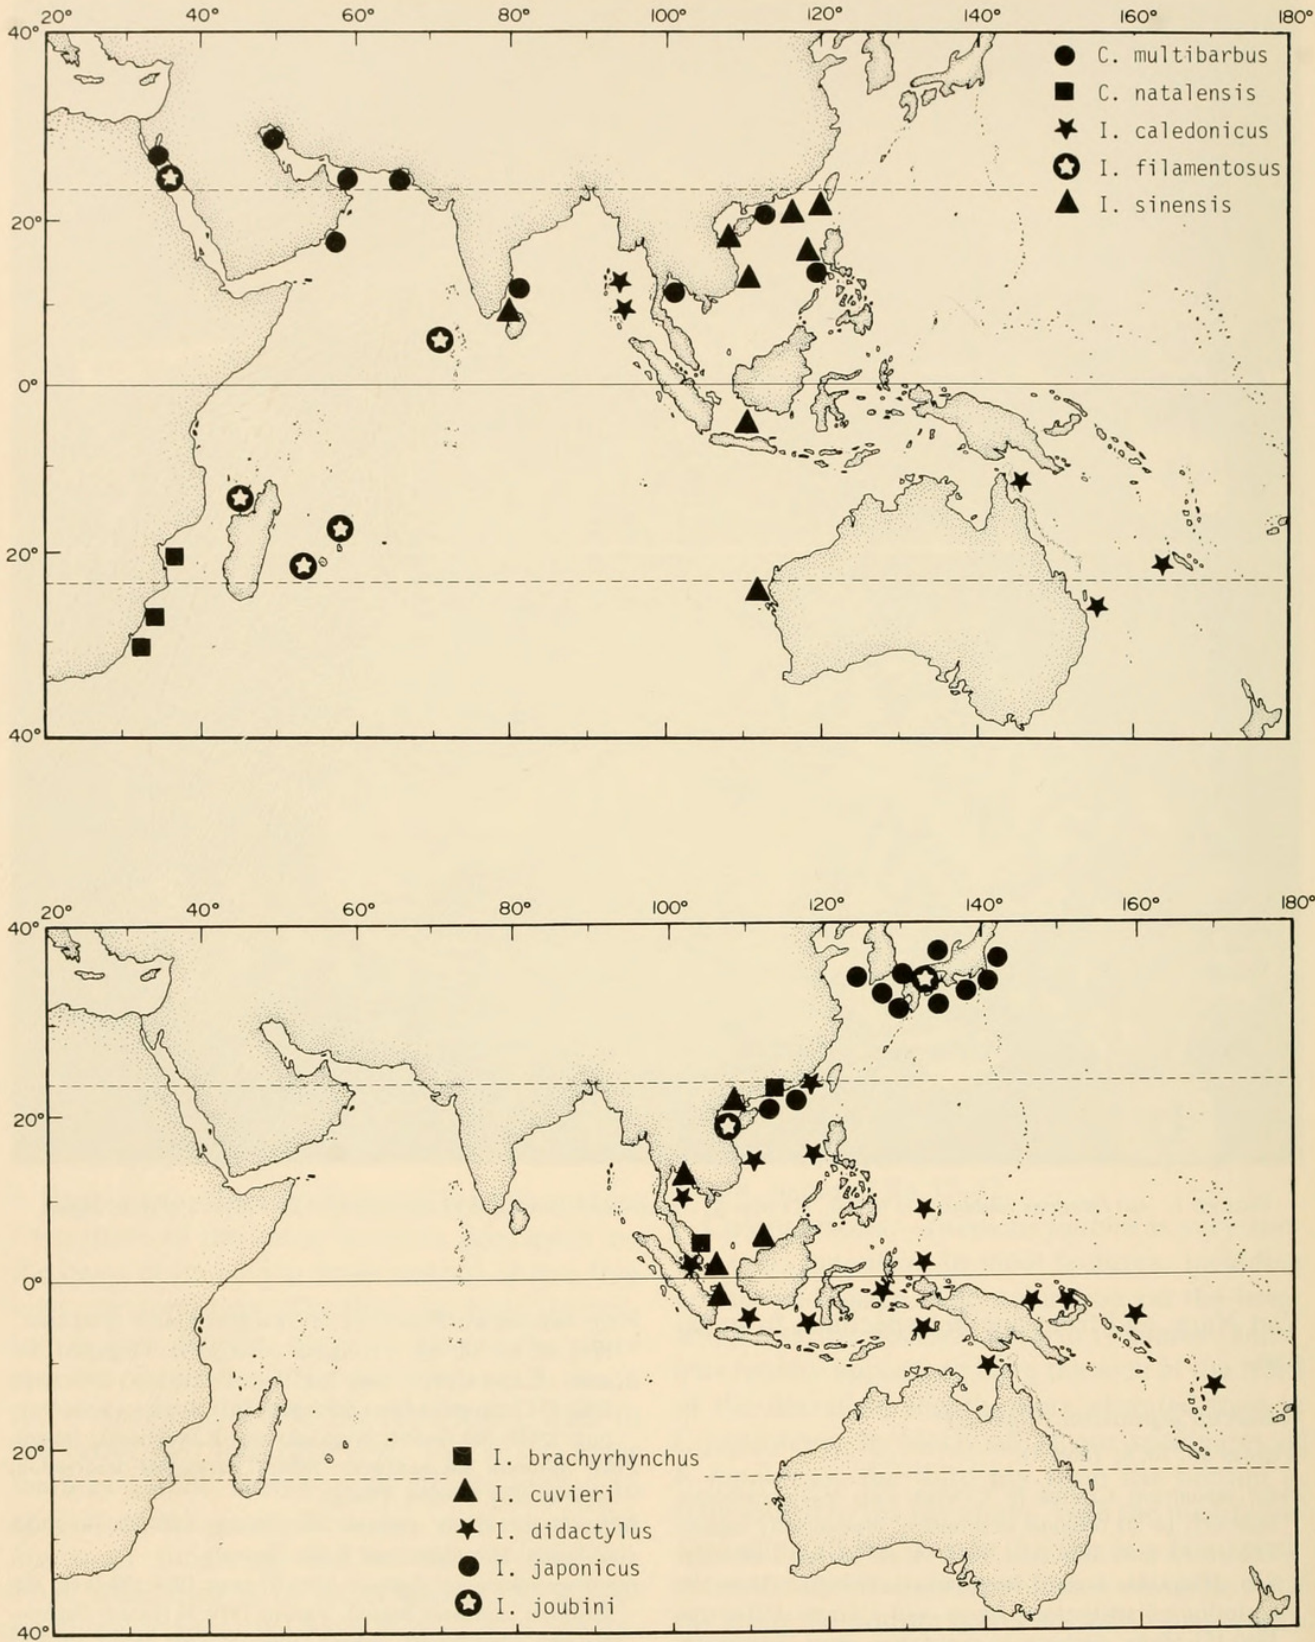 20° 40° 60° 80° 100° 120° 140° 160° 180°
40°
C. multibarbus
C. natalensis
I. caledonicus
I. filamentosus
I. sinensis
20°
0°
20°
40°
20° 40° 60° 80° 100° 120° 140° 160° 180°
40°
20°
0°
20°
I. brachyrhynchus
I. cuvieri
I. didactylus
I. japonicus
I. joubini
40°